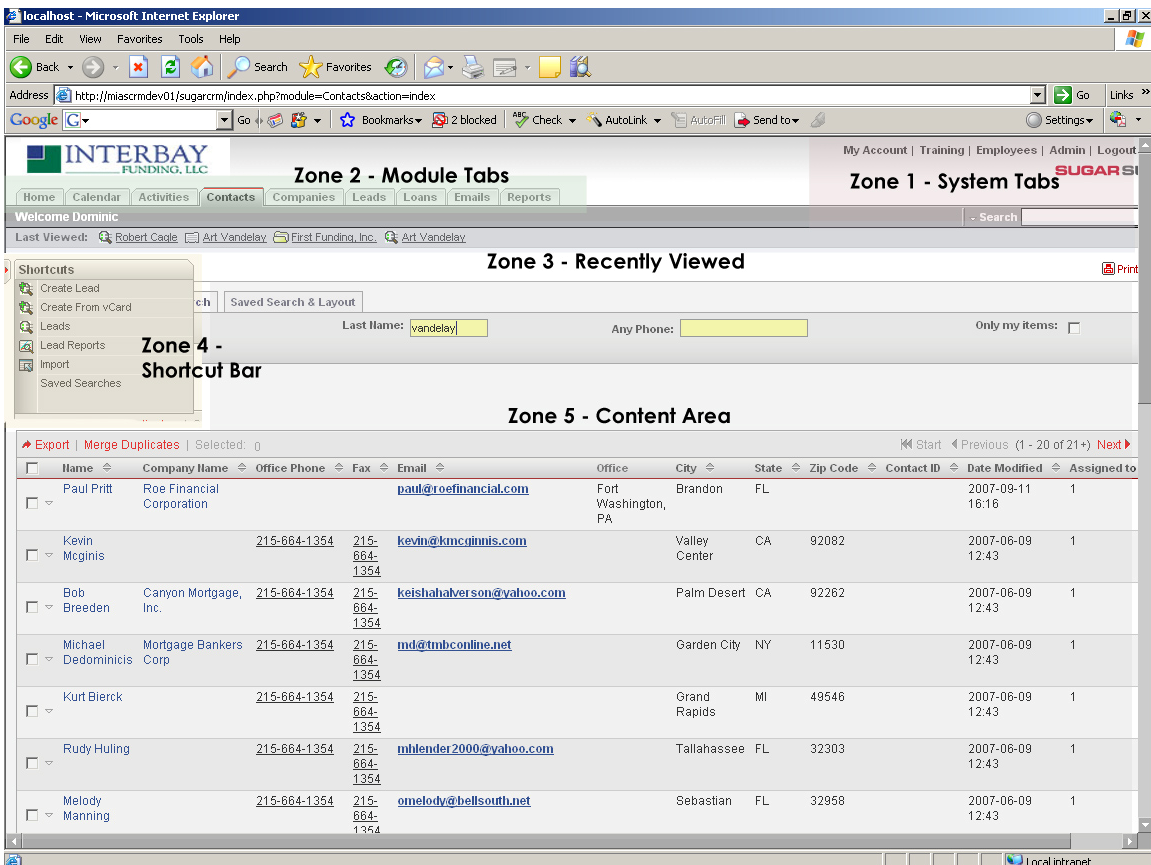 localhost - Microsoft Internet Explorer
File Edit View Favorites Tools Help
Back Search Favorites
Address http://miascrmdev01/sugarcrm/index.php?module=Contacts&action=index Go Links »
Google G Go Bookmarks 2 blocked ABC Check AutoLink AutoFill Send to Settings
INTERBAY
FUNDING, LLC
My Account | Training | Employees | Admin | Logout
Zone 2 - Module Tabs
Zone 1 - System Tabs
SUGAR
Home Calendar Activities Contacts Companies Leads Loans Emails Reports
Welcome Dominic - Search
Last Viewed: Robert Cagle Art Vandelay First Funding, Inc. Art Vandelay
Zone 3 - Recently Viewed
Print
Shortcuts
Create Lead
Create From vCard
Leads
Lead Reports
Import
Saved Searches
Zone 4 -
Shortcut Bar
ch Saved Search & Layout
Last Name: vandelay Any Phone: Only my items:
Zone 5 - Content Area
Export | Merge Duplicates | Selected: 0 Start Previous (1 - 20 of 21+) Next
Name Company Name Office Phone Fax Email Office City State Zip Code Contact ID Date Modified Assigned to
Paul Pritt Roe Financial paul@roefinancial.com Fort Brandon FL 2007-09-11 1
Corporation Washington, 16:16
PA
Kevin 215-664-1354 215- kevin@kmcginnis.com Valley CA 92082 2007-06-09 1
Mcginis 664- Center 12:43
1354
Bob Canyon Mortgage, 215-664-1354 215- keishahalverson@yahoo.com Palm Desert CA 92262 2007-06-09 1
Breeden Inc. 664- 12:43
1354
Michael Mortgage Bankers 215-664-1354 215- md@tmbconline.net Garden City NY 11530 2007-06-09 1
Dedominicis Corp 664- 12:43
1354
Kurt Bierck 215-664-1354 215- Grand MI 49546 2007-06-09 1
664- Rapids 12:43
1354
Rudy Huling 215-664-1354 215- mhlender2000@yahoo.com Tallahassee FL 32303 2007-06-09 1
664- 12:43
1354
Melody 215-664-1354 215- omelody@bellsouth.net Sebastian FL 32958 2007-06-09 1
Manning 664- 12:43
1354
Local intranet